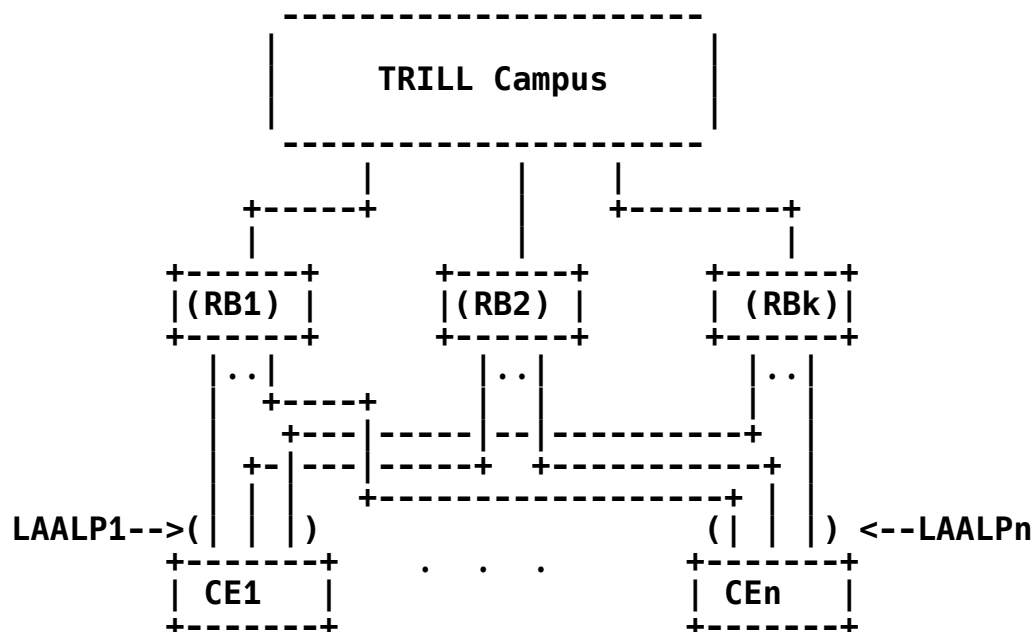 TRILL Campus
(RB1) (RB2) (RBk)
.. .. ..
LAALP1-->( ) ( ) <--LAALPn
CE1 . . . CEn